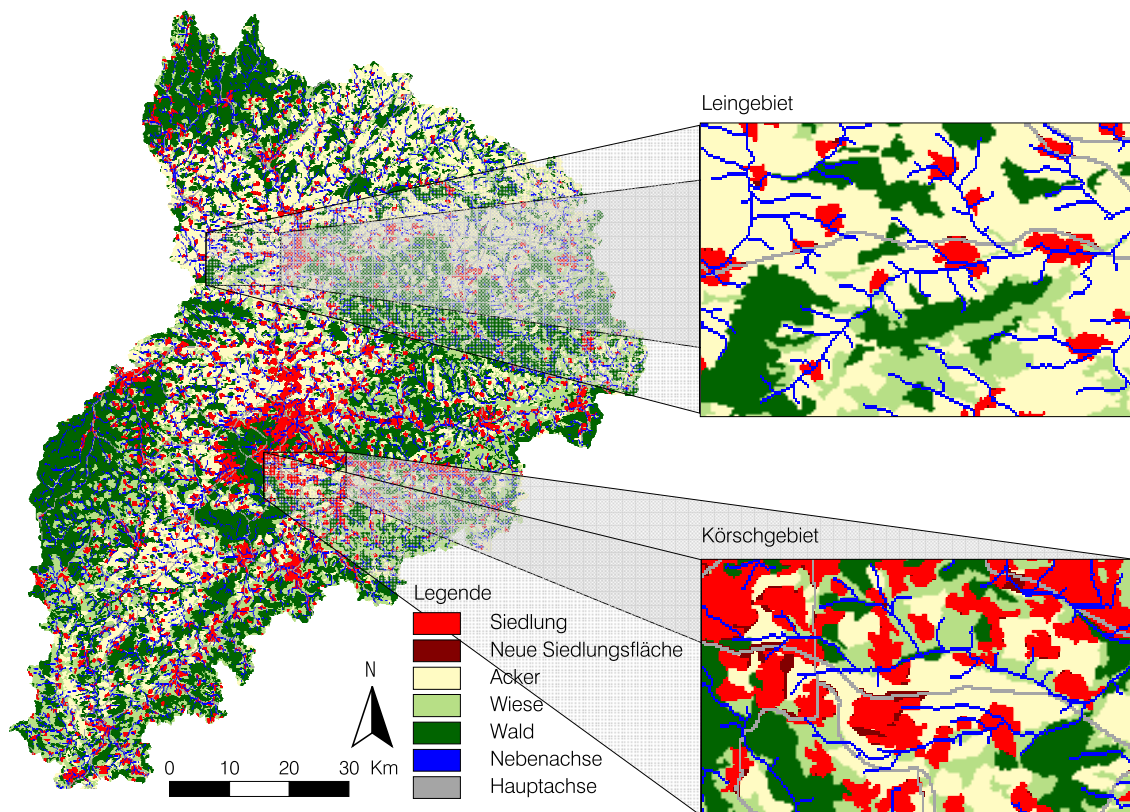 Leingebiet
Körschgebiet
Legende
Siedlung
Neue Siedlungsfläche
Acker
Wiese
Wald
Nebenachse
Hauptachse
N
0 10 20 30 Km